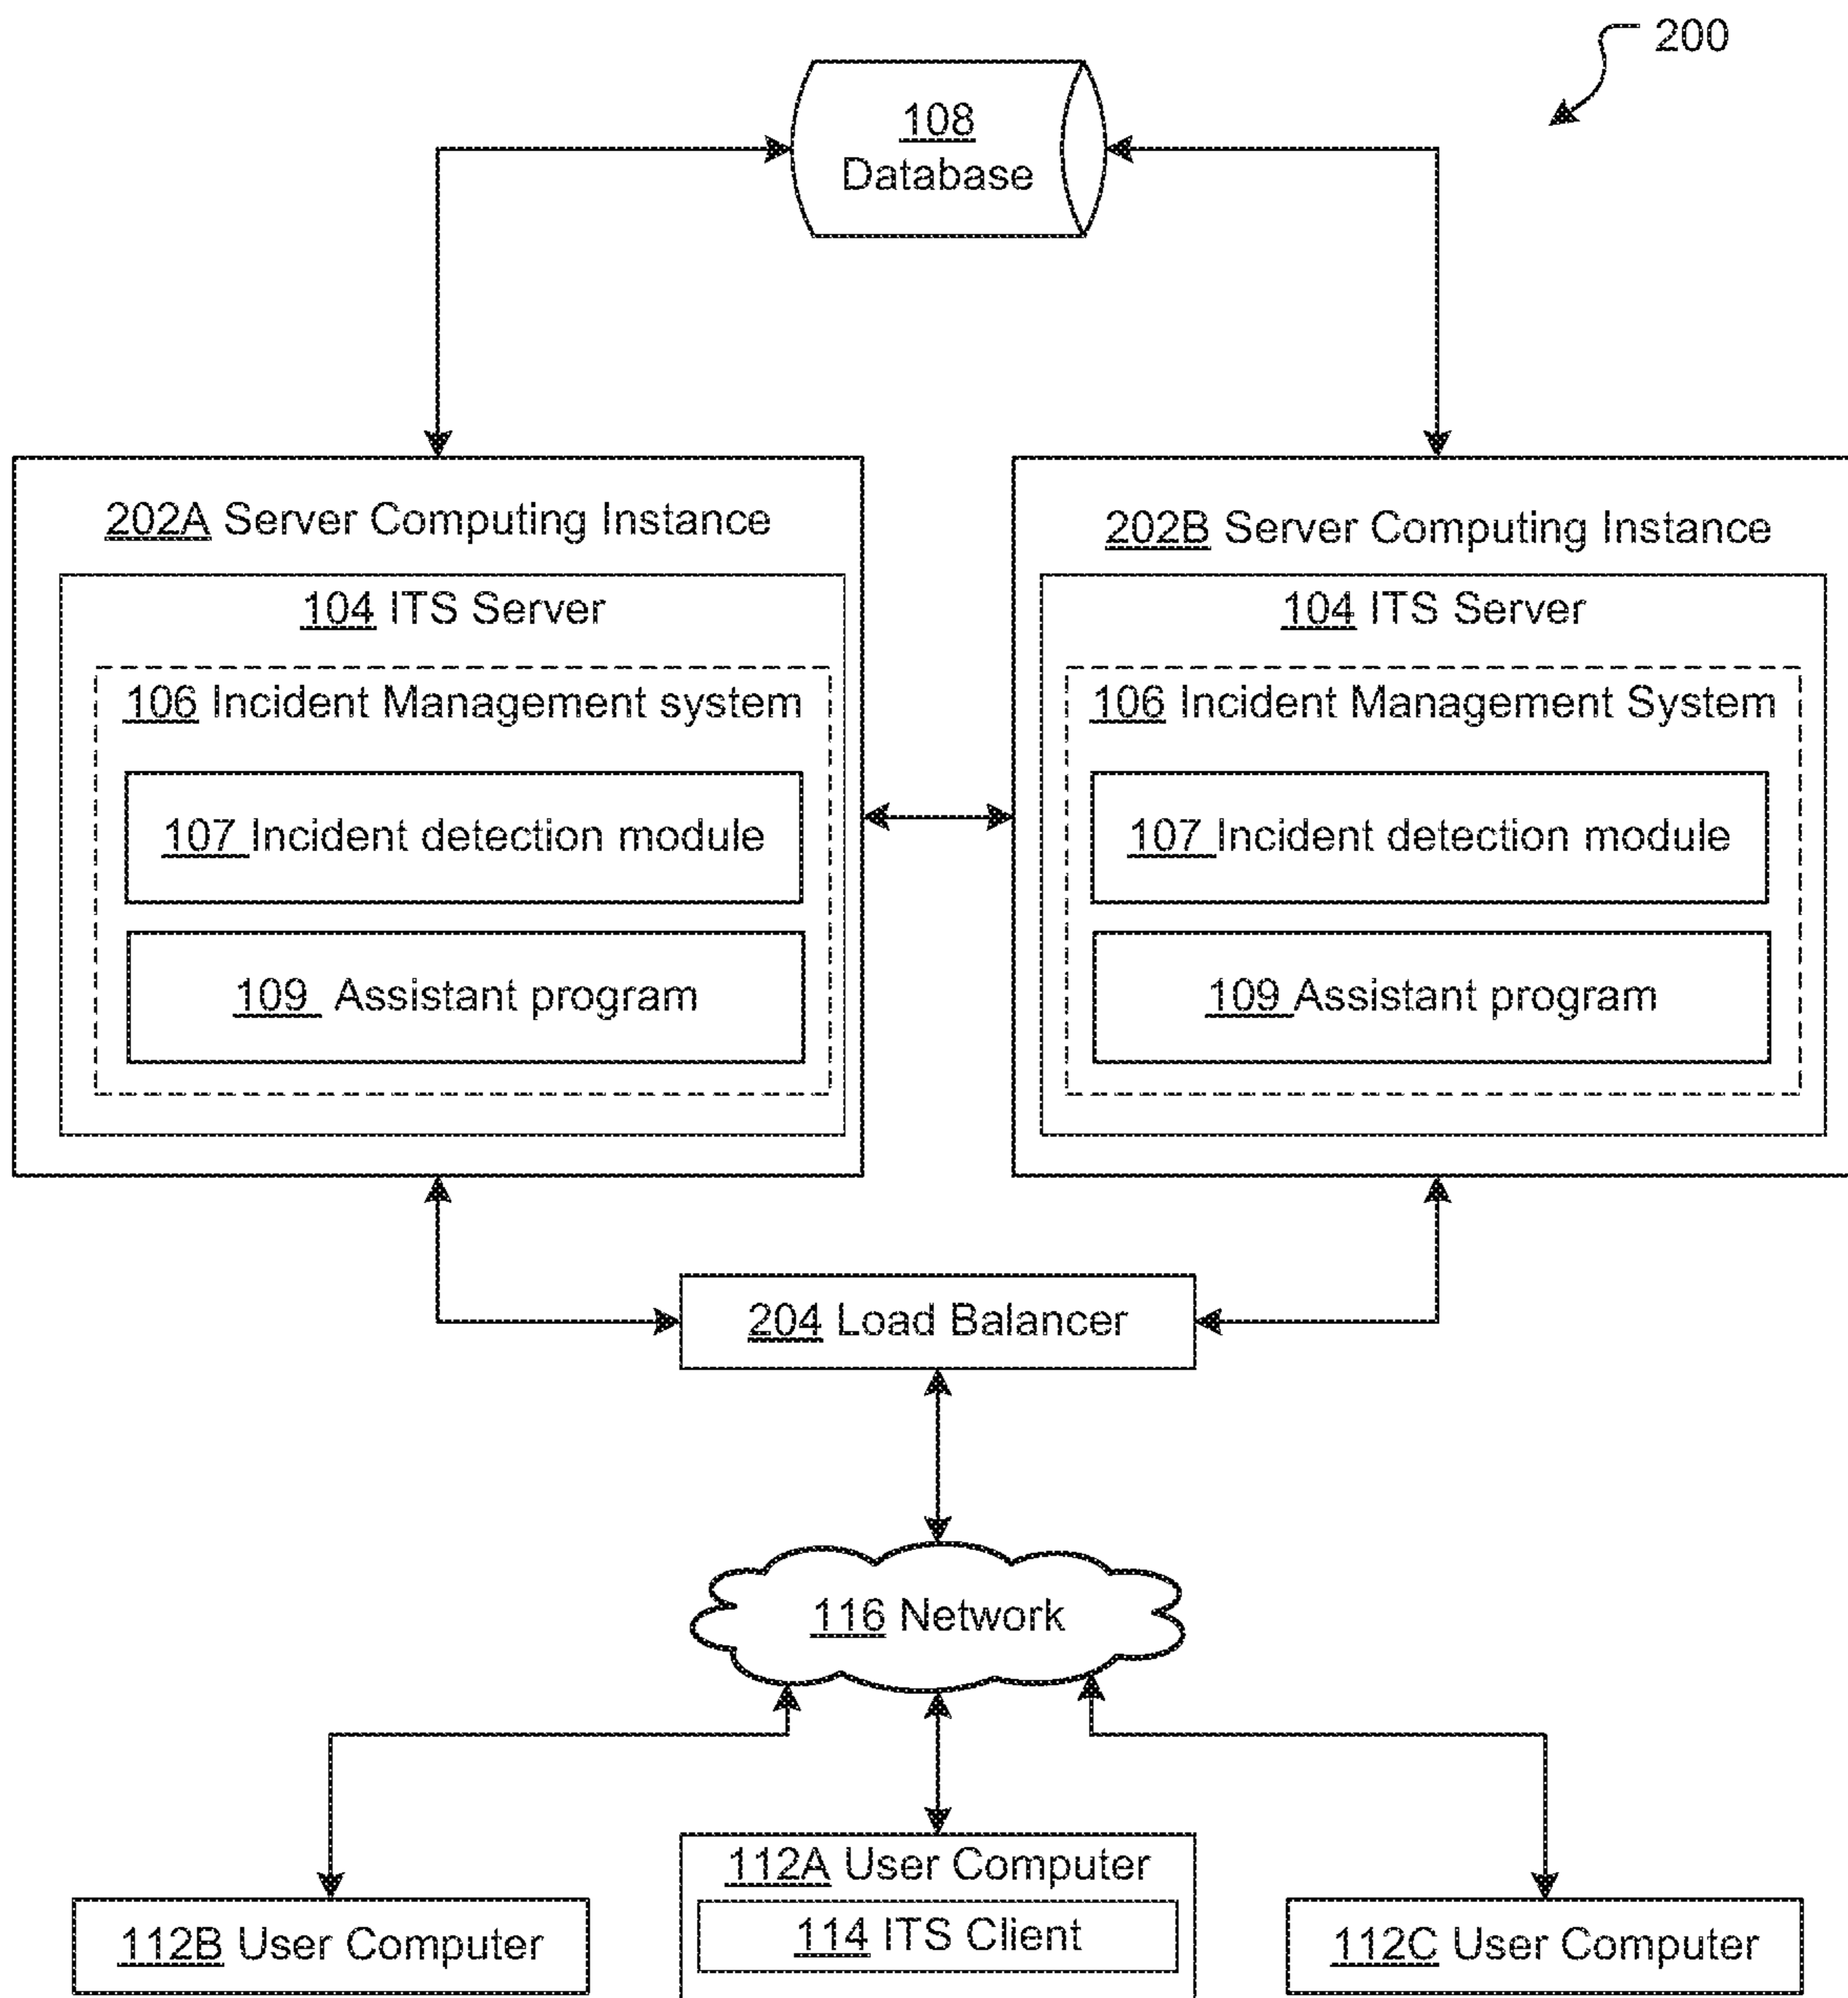 200
108
Database
202A Server Computing Instance
202B Server Computing Instance
104 ITS Server
104 ITS Server
106 Incident Management system
106 Incident Management System
107 Incident detection module
107 Incident detection module
109 Assistant program
109 Assistant program
204 Load Balancer
116 Network
112A User Computer
114 ITS Client
112B User Computer
112C User Computer